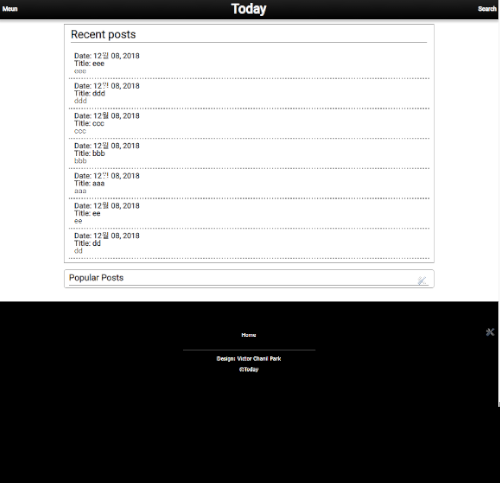 Meun
Today
Search
Recent posts
Date: 12월 08, 2018
Title: eee
eee
Date: 12월 08, 2018
Title: ddd
ddd
Date: 12월 08, 2018
Title: ccc
ccc
Date: 12월 08, 2018
Title: bbb
bbb
Date: 12월 08, 2018
Title: aaa
aaa
Date: 12월 08, 2018
Title: ee
ee
Date: 12월 08, 2018
Title: dd
dd
Popular Posts
Home
Design: Victor Chanil Park
©Today